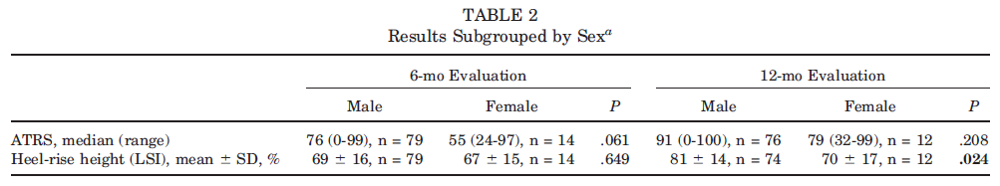 TABLE 2
Results Subgrouped by Sexᵃ
6-mo Evaluation 12-mo Evaluation
Male Female P Male Female P
ATRS, median (range) 76 (0-99), n = 79 55 (24-97), n = 14 .061 91 (0-100), n = 76 79 (32-99), n = 12 .208
Heel-rise height (LSI), mean ± SD, % 69 ± 16, n = 79 67 ± 15, n = 14 .649 81 ± 14, n = 74 70 ± 17, n = 12 .024